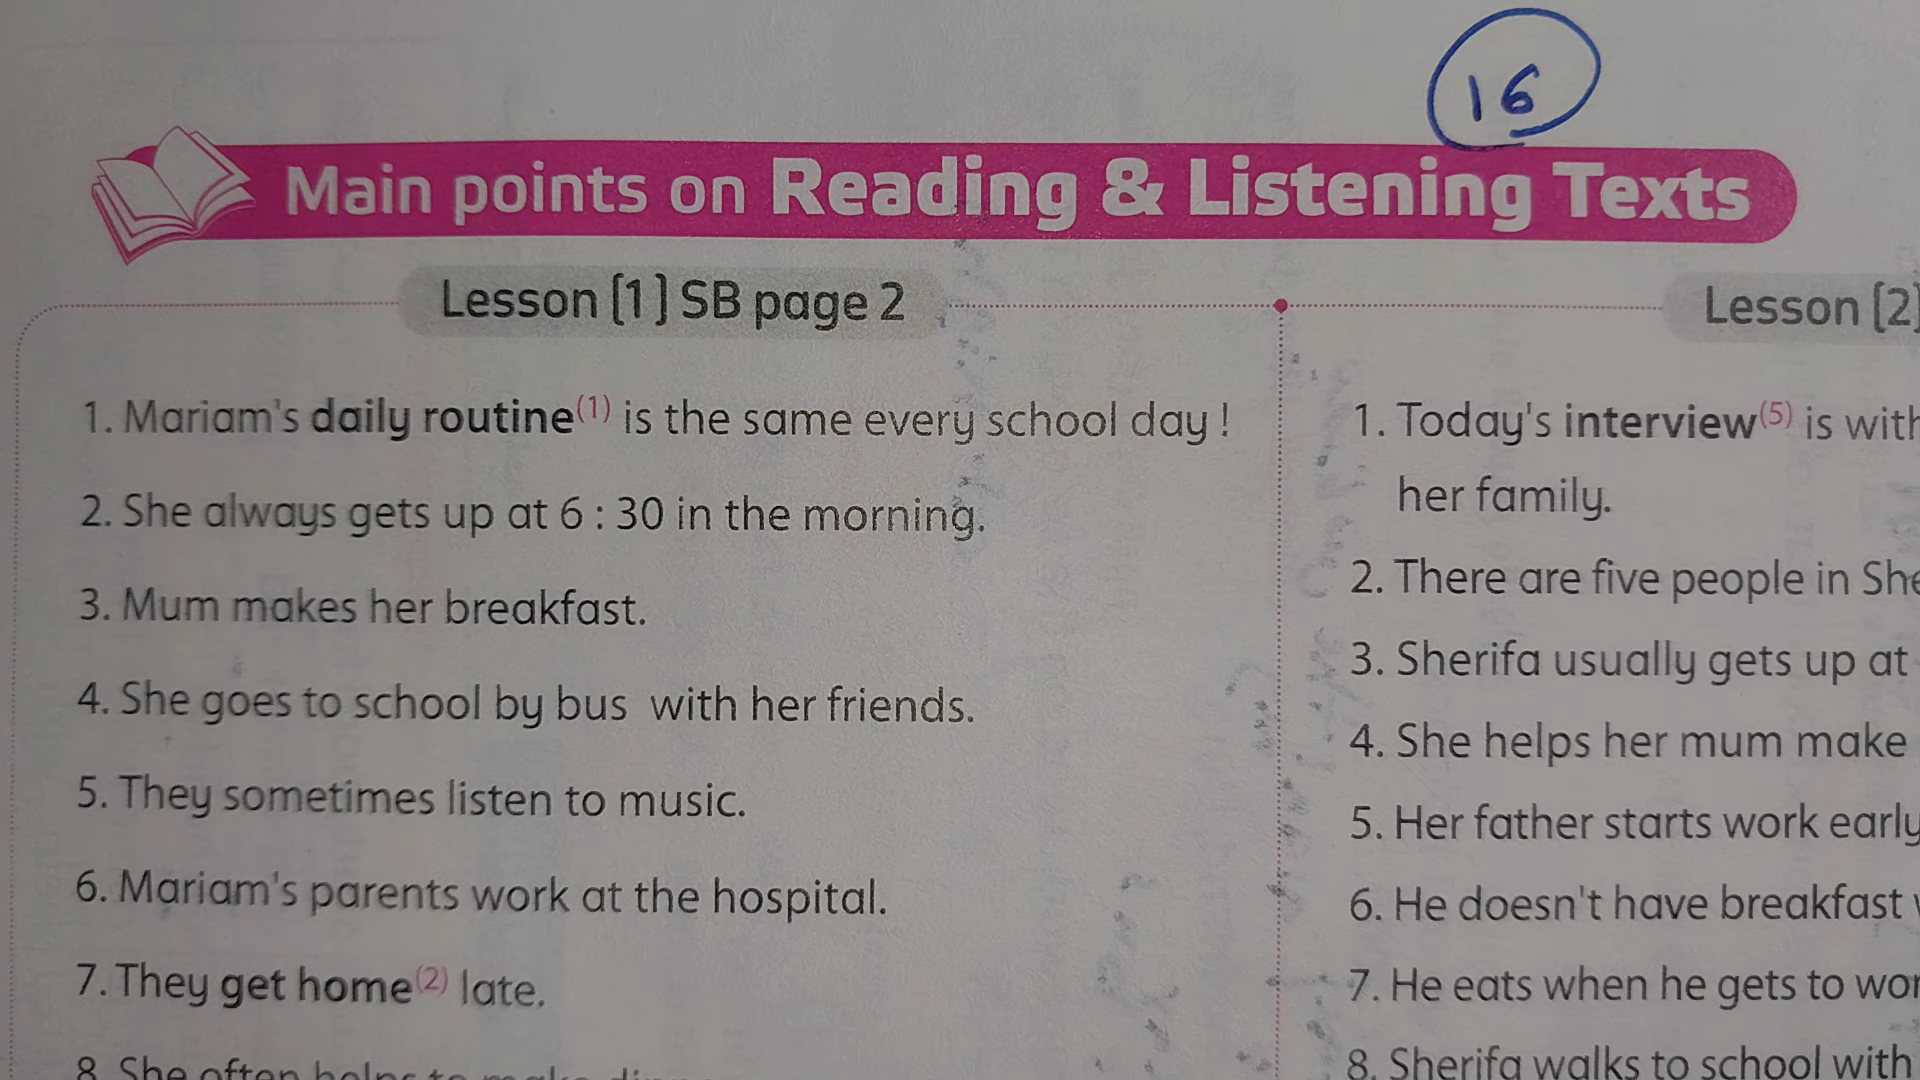 16
Main points on Reading & Listening Texts
Lesson [1] SB page 2
1. Mariam's daily routine(1) is the same every school day !
2. She always gets up at 6 : 30 in the morning.
3. Mum makes her breakfast.
4. She goes to school by bus with her friends.
5. They sometimes listen to music.
6. Mariam's parents work at the hospital.
7. They get home(2) late.
8. She often helps to make
Lesson [2]
1. Today's interview(5) is with
her family.
2. There are five people in
3. Sherifa usually gets up at
4. She helps her mum make
5. Her father starts work early
6. He doesn't have breakfast
7. He eats when he gets to
8. Sherifa walks to school with